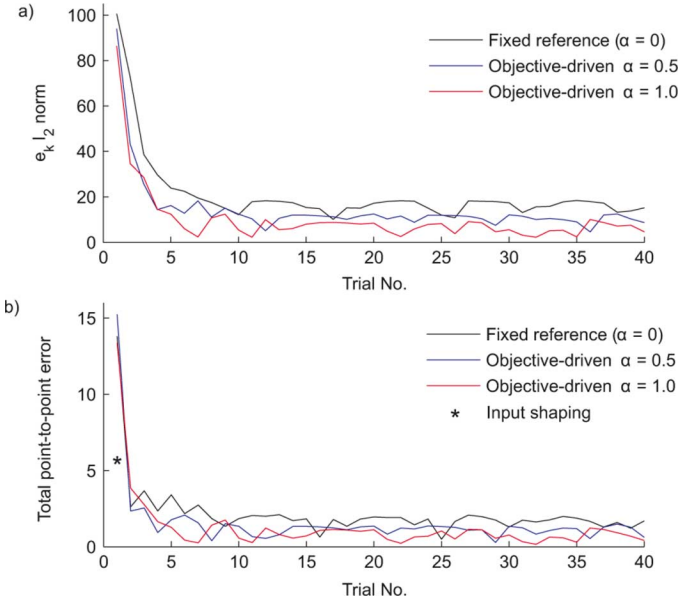 a)
100
80
60
40
20
0
e_k l_2 norm
Fixed reference (α = 0)
Objective-driven α = 0.5
Objective-driven α = 1.0
0 5 10 15 20 25 30 35 40
Trial No.
b)
15
10
5
0
Total point-to-point error
Fixed reference (α = 0)
Objective-driven α = 0.5
Objective-driven α = 1.0
* Input shaping
*
0 5 10 15 20 25 30 35 40
Trial No.